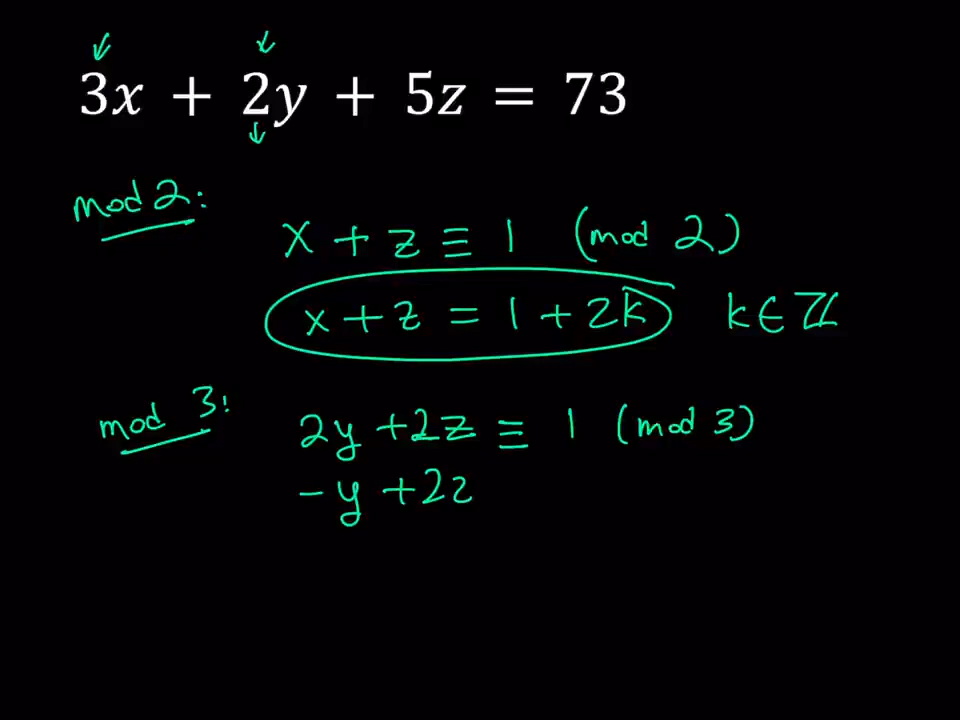 3x + 2y + 5z = 73
mod 2:
x + z ≡ 1 (mod 2)
x + z = 1 + 2k k ∈ ℤ
mod 3: 2y + 2z ≡ 1 (mod 3)
-y + 2z